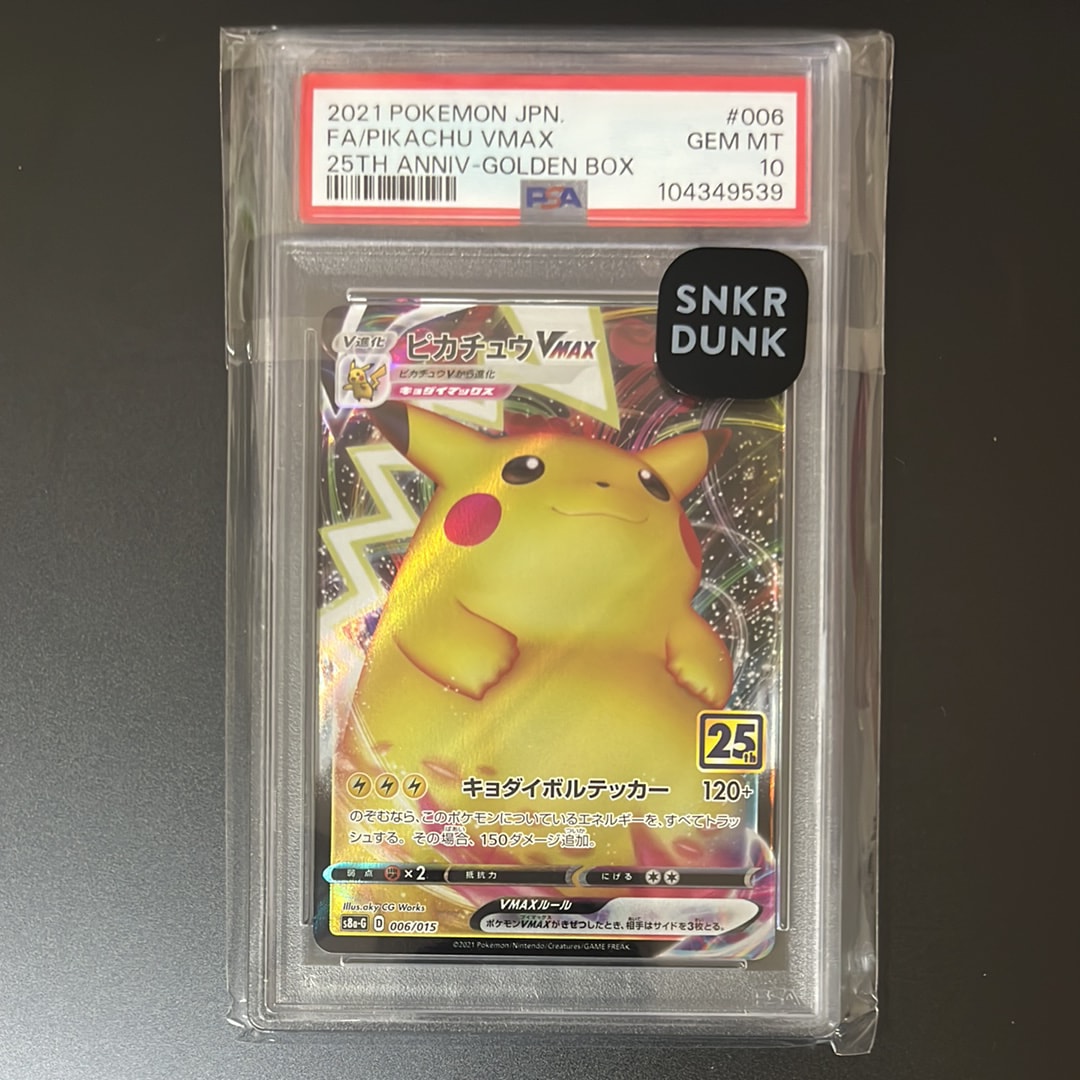 2021 POKEMON JPN. #006
FA/PIKACHU VMAX GEM MT
25TH ANNIV-GOLDEN BOX 10
PSA 104349539
SNKR
DUNK
V進化
ピカチュウVMAX
ピカチュウVから進化
キョダイマックス
25th
キョダイボルテッカー 120+
のぞむなら、このポケモンについているエネルギーを、すべてトラッ
シュする。その場合、150ダメージ追加。
弱点 ×2 抵抗力 にげる
Illus.aky CG Works
VMAXルール
ポケモンVMAXがきぜつしたとき、相手はサイドを3枚とる。
s8a-G D 006/015
©2021 Pokémon/Nintendo/Creatures/GAME FREAK